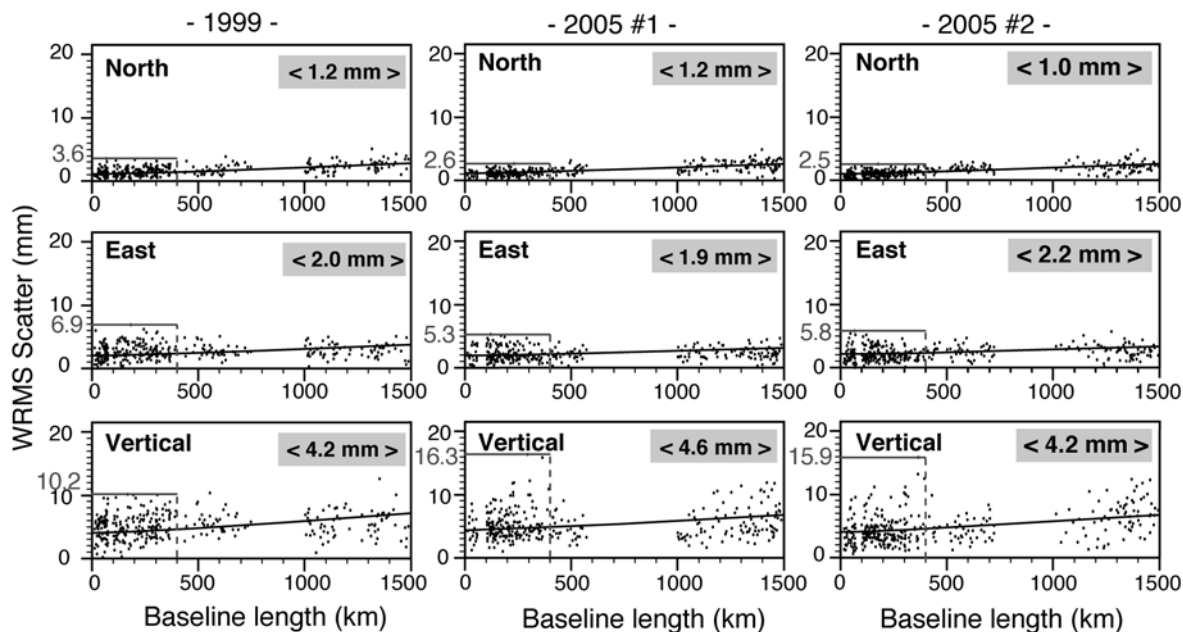 - 1999 -
- 2005 #1 -
- 2005 #2 -
WRMS Scatter (mm)
20
10
3.6
0
North
< 1.2 mm >
0 500 1000 1500
20
10
2.6
0
North
< 1.2 mm >
0 500 1000 1500
20
10
2.5
0
North
< 1.0 mm >
0 500 1000 1500
20
10
6.9
0
East
< 2.0 mm >
0 500 1000 1500
20
10
5.3
0
East
< 1.9 mm >
0 500 1000 1500
20
10
5.8
0
East
< 2.2 mm >
0 500 1000 1500
20
10.2
10
0
Vertical
< 4.2 mm >
0 500 1000 1500
20
16.3
10
0
Vertical
< 4.6 mm >
0 500 1000 1500
20
15.9
10
0
Vertical
< 4.2 mm >
0 500 1000 1500
Baseline length (km)
Baseline length (km)
Baseline length (km)